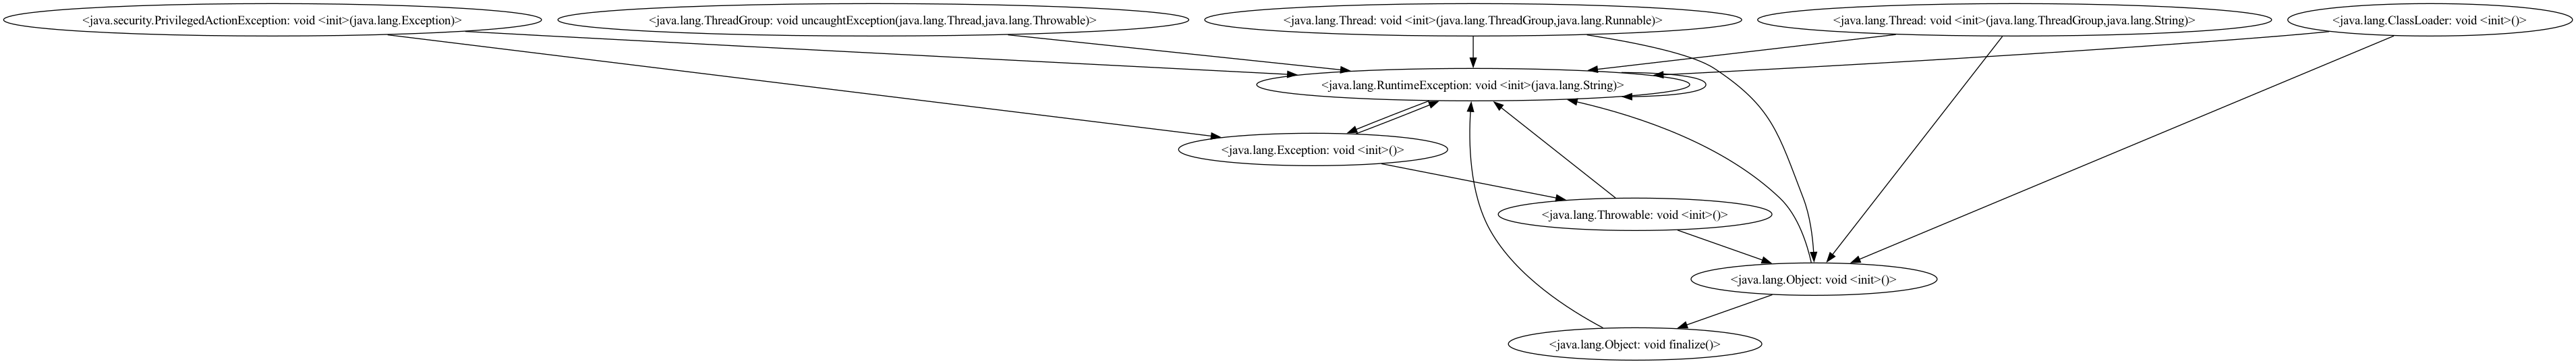 <java.security.PrivilegedActionException: void <init>(java.lang.Exception)>
<java.lang.ThreadGroup: void uncaughtException(java.lang.Thread,java.lang.Throwable)>
<java.lang.Thread: void <init>(java.lang.ThreadGroup,java.lang.Runnable)>
<java.lang.Thread: void <init>(java.lang.ThreadGroup,java.lang.String)>
<java.lang.ClassLoader: void <init>()>
<java.lang.RuntimeException: void <init>(java.lang.String)>
<java.lang.Exception: void <init>()>
<java.lang.Throwable: void <init>()>
<java.lang.Object: void <init>()>
<java.lang.Object: void finalize()>